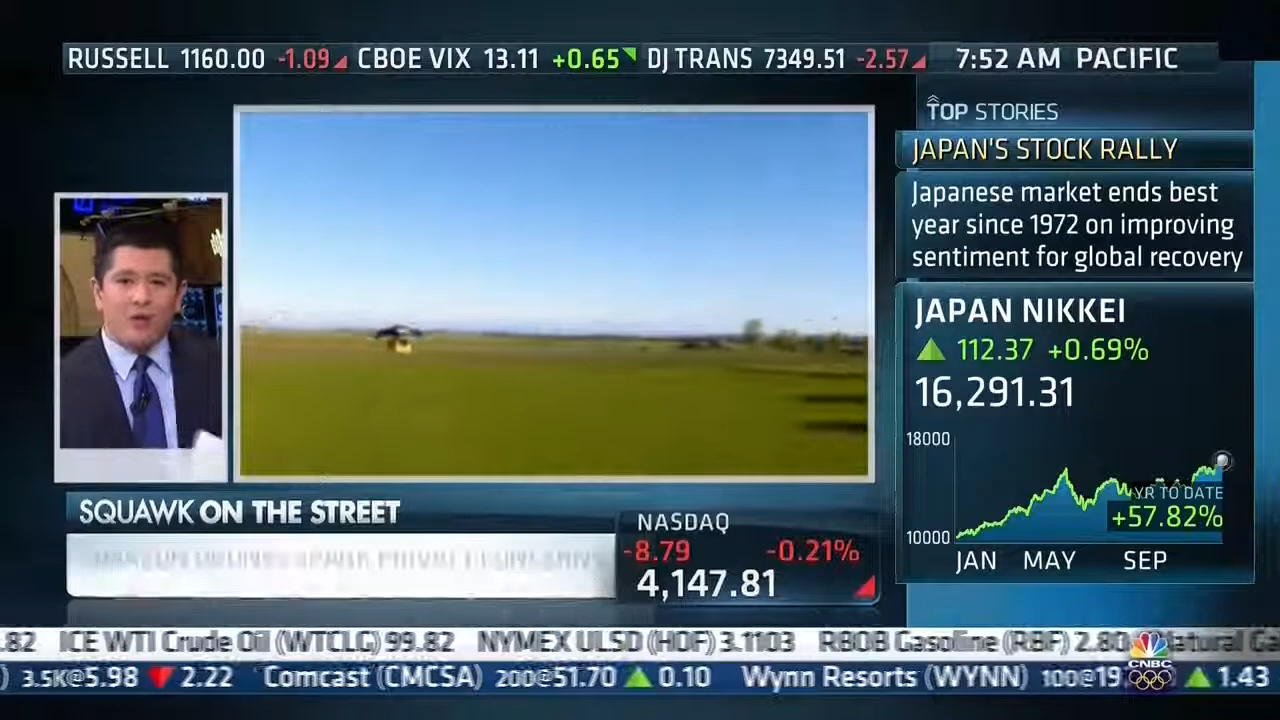 RUSSELL 1160.00 -1.09 CBOE VIX 13.11 +0.65 DJ TRANS 7349.51 -2.57 7:52 AM PACIFIC
TOP STORIES
JAPAN'S STOCK RALLY
Japanese market ends best
year since 1972 on improving
sentiment for global recovery
JAPAN NIKKEI
112.37 +0.69%
16,291.31
18000
YR TO DATE
+57.82%
10000
JAN MAY SEP
SQUAWK ON THE STREET
NASDAQ
-8.79 -0.21%
4,147.81
.82 ICE WTI Crude Oil (WTCLG) 99.82 NYMEX ULSD (HOF) 3.1103 RBOB Gasoline (RBF) 2.80 Natural Ga
CNBC
) 3.5K@5.98 2.22 Comcast (CMCSA) 200@51.70 0.10 Wynn Resorts (WYNN) 100@19 1.43